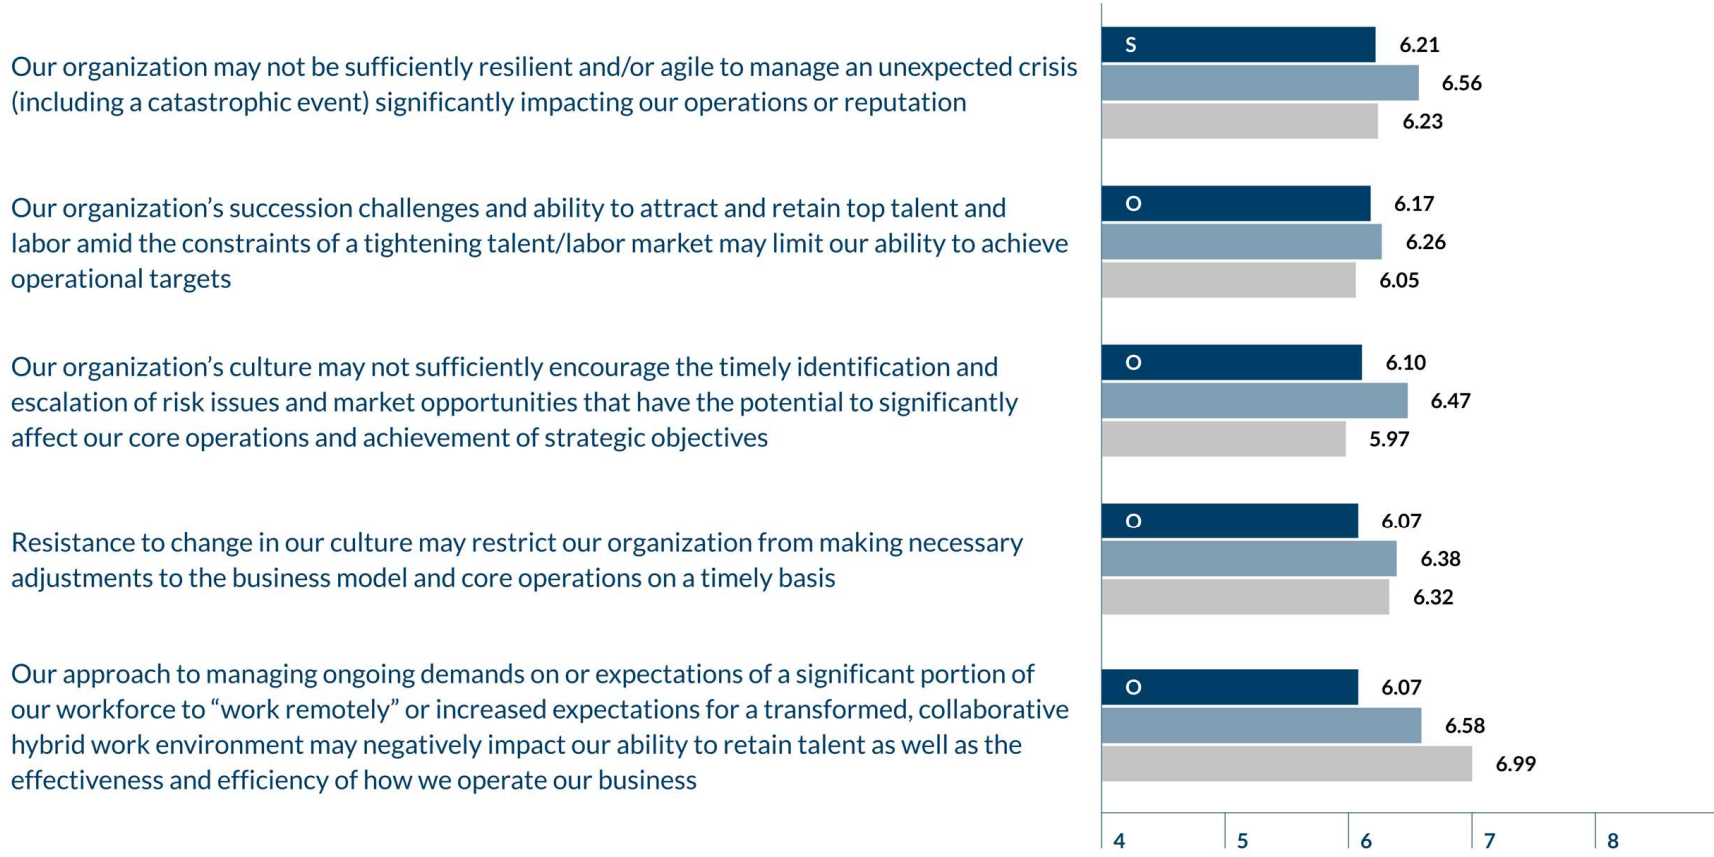 Our organization may not be sufficiently resilient and/or agile to manage an unexpected crisis
(including a catastrophic event) significantly impacting our operations or reputation
S 6.21
6.56
6.23
Our organization’s succession challenges and ability to attract and retain top talent and
labor amid the constraints of a tightening talent/labor market may limit our ability to achieve
operational targets
O 6.17
6.26
6.05
Our organization’s culture may not sufficiently encourage the timely identification and
escalation of risk issues and market opportunities that have the potential to significantly
affect our core operations and achievement of strategic objectives
O 6.10
6.47
5.97
Resistance to change in our culture may restrict our organization from making necessary
adjustments to the business model and core operations on a timely basis
O 6.07
6.38
6.32
Our approach to managing ongoing demands on or expectations of a significant portion of
our workforce to “work remotely” or increased expectations for a transformed, collaborative
hybrid work environment may negatively impact our ability to retain talent as well as the
effectiveness and efficiency of how we operate our business
O 6.07
6.58
6.99
4 5 6 7 8